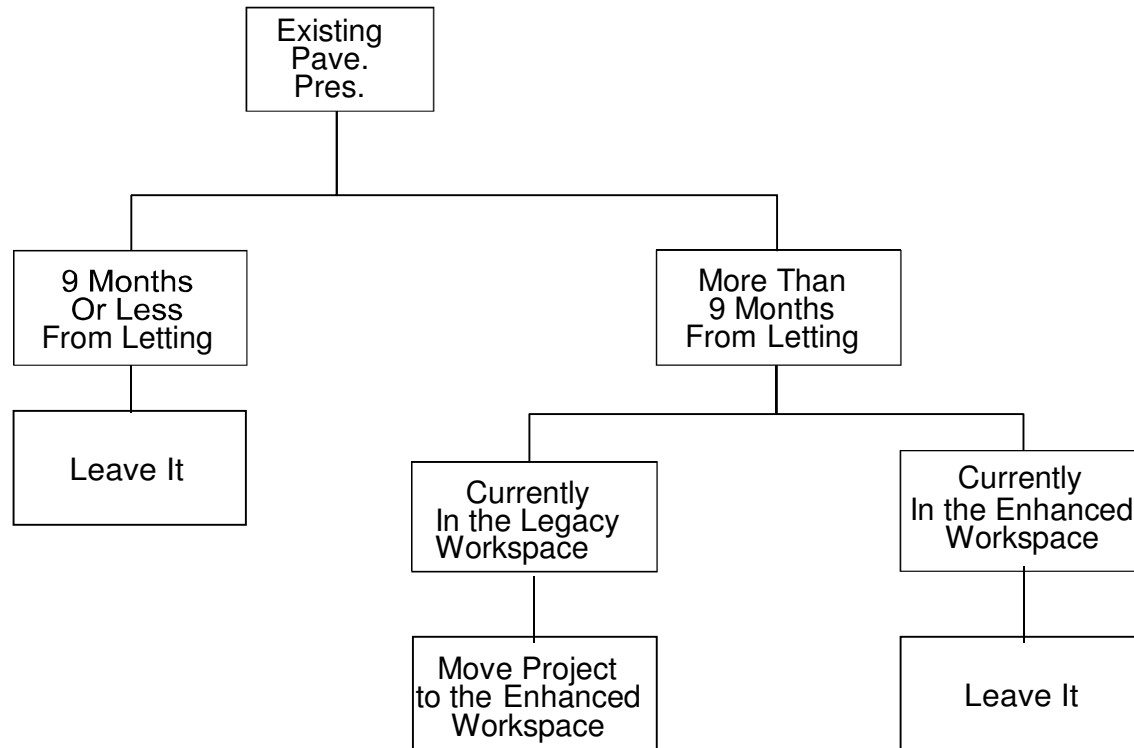 Existing
Pave.
Pres.
9 Months
Or Less
From Letting
More Than
9 Months
From Letting
Leave It
Currently
In the Legacy
Workspace
Currently
In the Enhanced
Workspace
Move Project
to the Enhanced
Workspace
Leave It